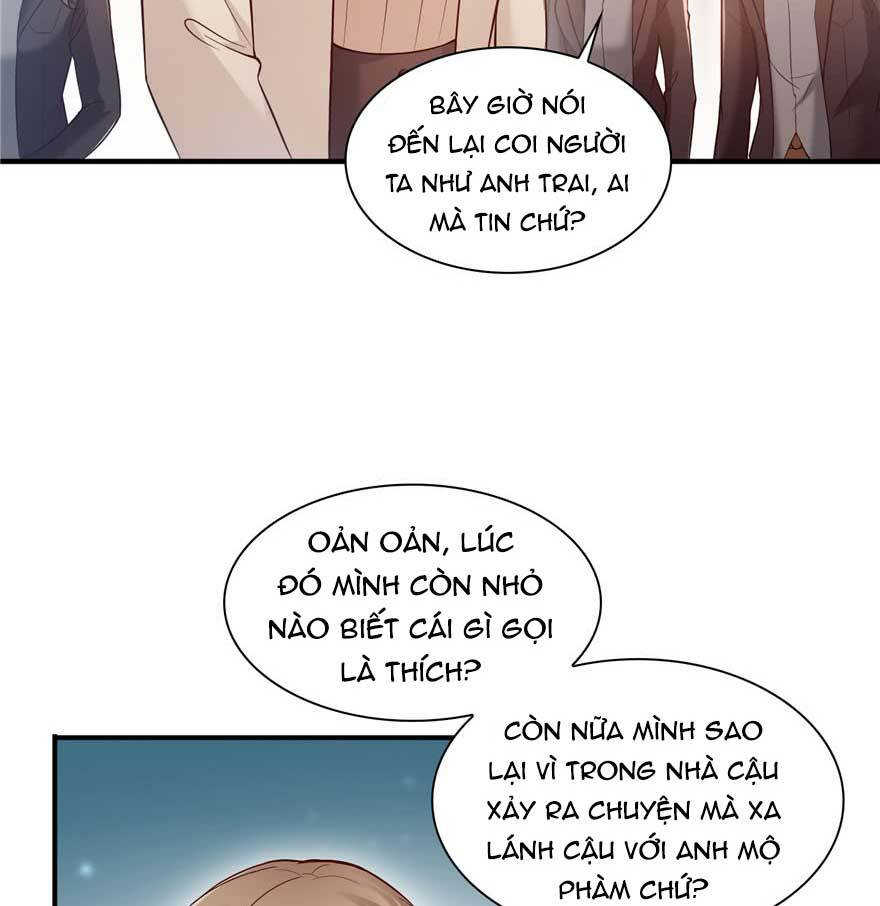 BÂY GIỜ NÓI
ĐẾN LẠI COI NGƯỜI
TA NHƯ ANH TRAI, AI
MÀ TIN CHỨ?
OẢN OẢN, LÚC
ĐÓ MÌNH CÒN NHỎ
NÀO BIẾT CÁI GÌ GỌI
LÀ THÍCH?
CÒN NỮA MÌNH SAO
LẠI VÌ TRONG NHÀ CẬU
XẢY RA CHUYỆN MÀ XA
LÁNH CẬU VỚI ANH MỘ
PHÀM CHỨ?